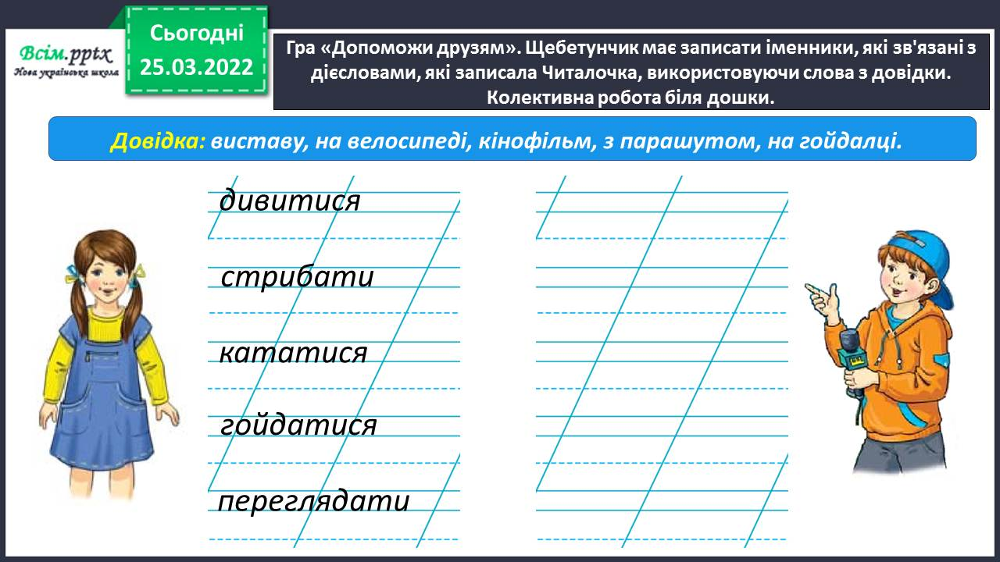 Сьогодні
25.03.2022
Всім.pptx
Нова українська школа
Гра «Допоможи друзям». Щебетунчик має записати іменники, які зв'язані з
дієсловами, які записала Читалочка, використовуючи слова з довідки.
Колективна робота біля дошки.
Довідка: виставу, на велосипеді, кінофільм, з парашутом, на гойдалці.
дивитися
стрибати
кататися
гойдатися
переглядати